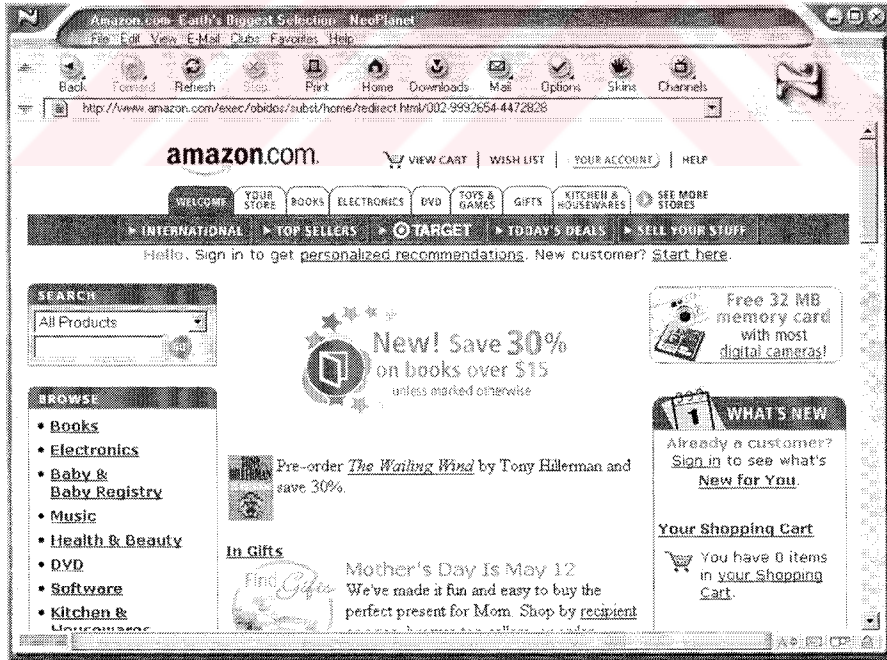 Amazon.com--Earth's Biggest Selection - NeoPlanet
File Edit View E-Mail Clubs Favorites Help
Back Forward Refresh Stop Print Home Downloads Mail Options Skins Channels
http://www.amazon.com/exec/obidos/subst/home/redirect.html/002-9992654-4472828
amazon.com.
VIEW CART | WISH LIST | YOUR ACCOUNT | HELP
WELCOME YOUR STORE BOOKS ELECTRONICS DVD TOYS & GAMES GIFTS KITCHEN & HOUSEWARES SEE MORE STORES
INTERNATIONAL TOP SELLERS TARGET TODAY'S DEALS SELL YOUR STUFF
Hello. Sign in to get personalized recommendations. New customer? Start here.
SEARCH
All Products
BROWSE
• Books
• Electronics
• Baby &
Baby Registry
• Music
• Health & Beauty
• DVD
• Software
• Kitchen &
Housewares
New! Save 30%
on books over $15
unless marked otherwise
TONY
HILLERMAN
Pre-order The Wailing Wind by Tony Hillerman and
save 30%.
In Gifts
Find Gifts
Mother's Day Is May 12
We've made it fun and easy to buy the
perfect present for Mom. Shop by recipient
Free 32 MB
memory card
with most
digital cameras!
1 WHAT'S NEW
Already a customer?
Sign in to see what's
New for You.
Your Shopping Cart
You have 0 items
in your Shopping
Cart.